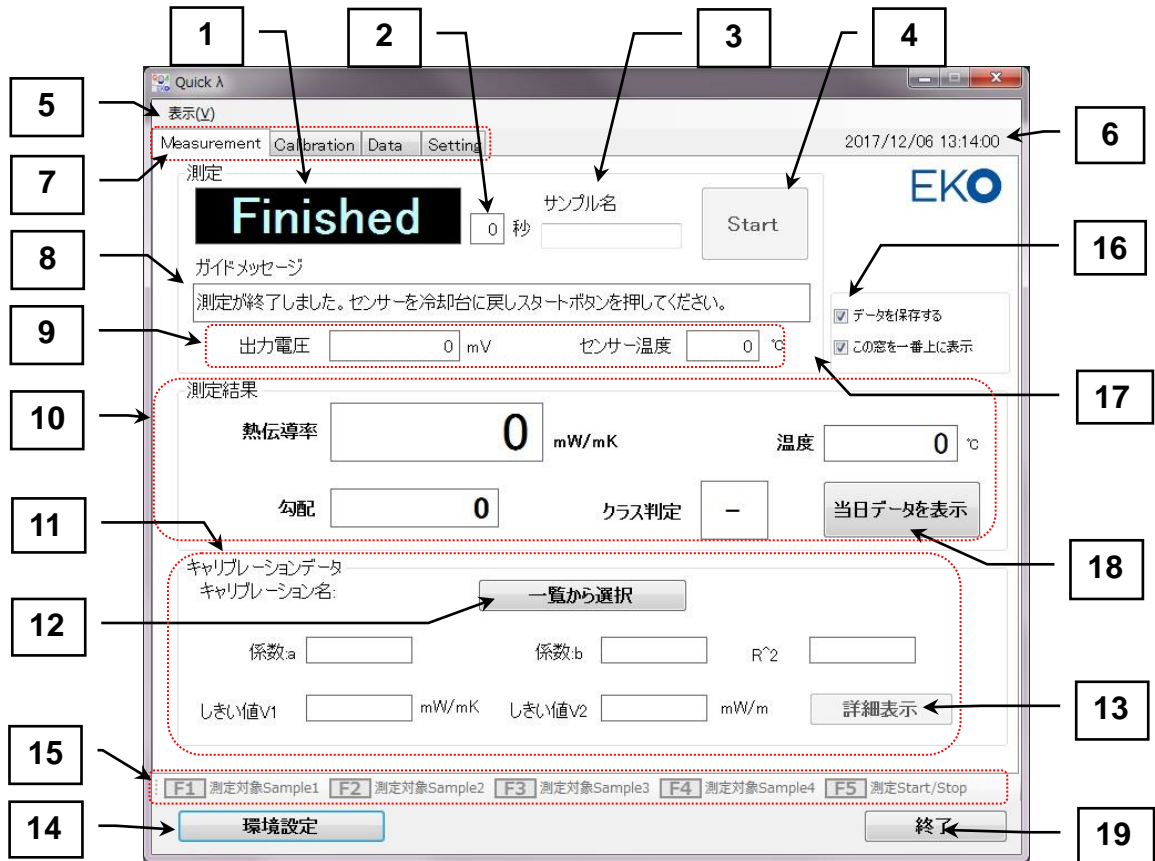 1
2
3
4
Quick λ
5
表示(V)
6
Measurement Calibration Data Setting
2017/12/06 13:14:00
7
測定
EKO
Finished
0 秒
サンプル名
Start
16
8
ガイドメッセージ
測定が終了しました。センサーを冷却台に戻しスタートボタンを押してください。
データを保存する
9
出力電圧 0 mV センサー温度 0 ℃
この窓を一番上に表示
17
測定結果
10
熱伝導率 0 mW/mK 温度 0 ℃
11
勾配 0 クラス判定 − 当日データを表示
18
キャリブレーションデータ
キャリブレーション名:
一覧から選択
12
係数:a 係数:b R^2
しきい値V1 mW/mK しきい値V2 mW/m 詳細表示
13
15
F1 測定対象Sample1 F2 測定対象Sample2 F3 測定対象Sample3 F4 測定対象Sample4 F5 測定Start/Stop
14
環境設定
終了
19